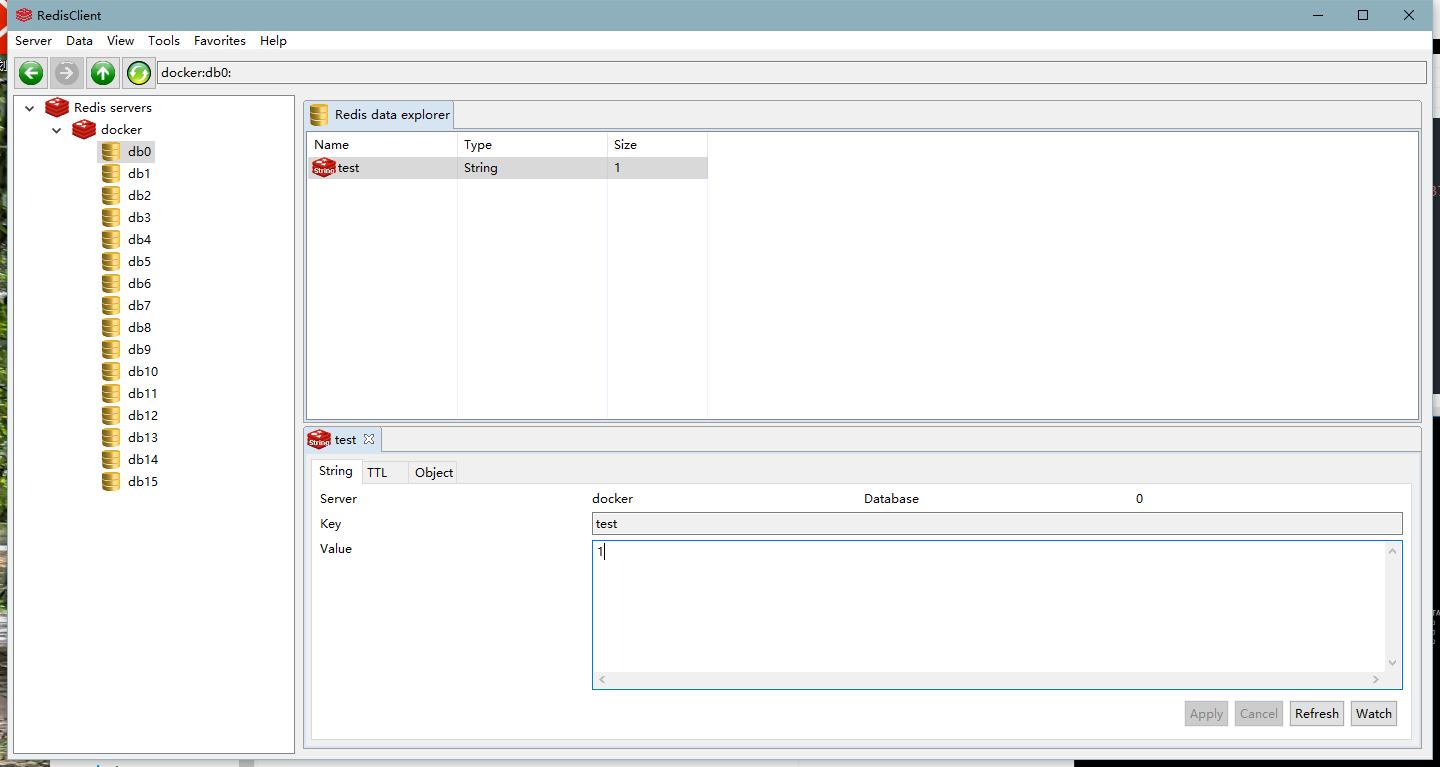 RedisClient
Server Data View Tools Favorites Help
docker:db0:
Redis servers
docker
db0
db1
db2
db3
db4
db5
db6
db7
db8
db9
db10
db11
db12
db13
db14
db15
Redis data explorer
Name Type Size
String test String 1
String test
String TTL Object
Server docker Database 0
Key test
Value 1
Apply Cancel Refresh Watch